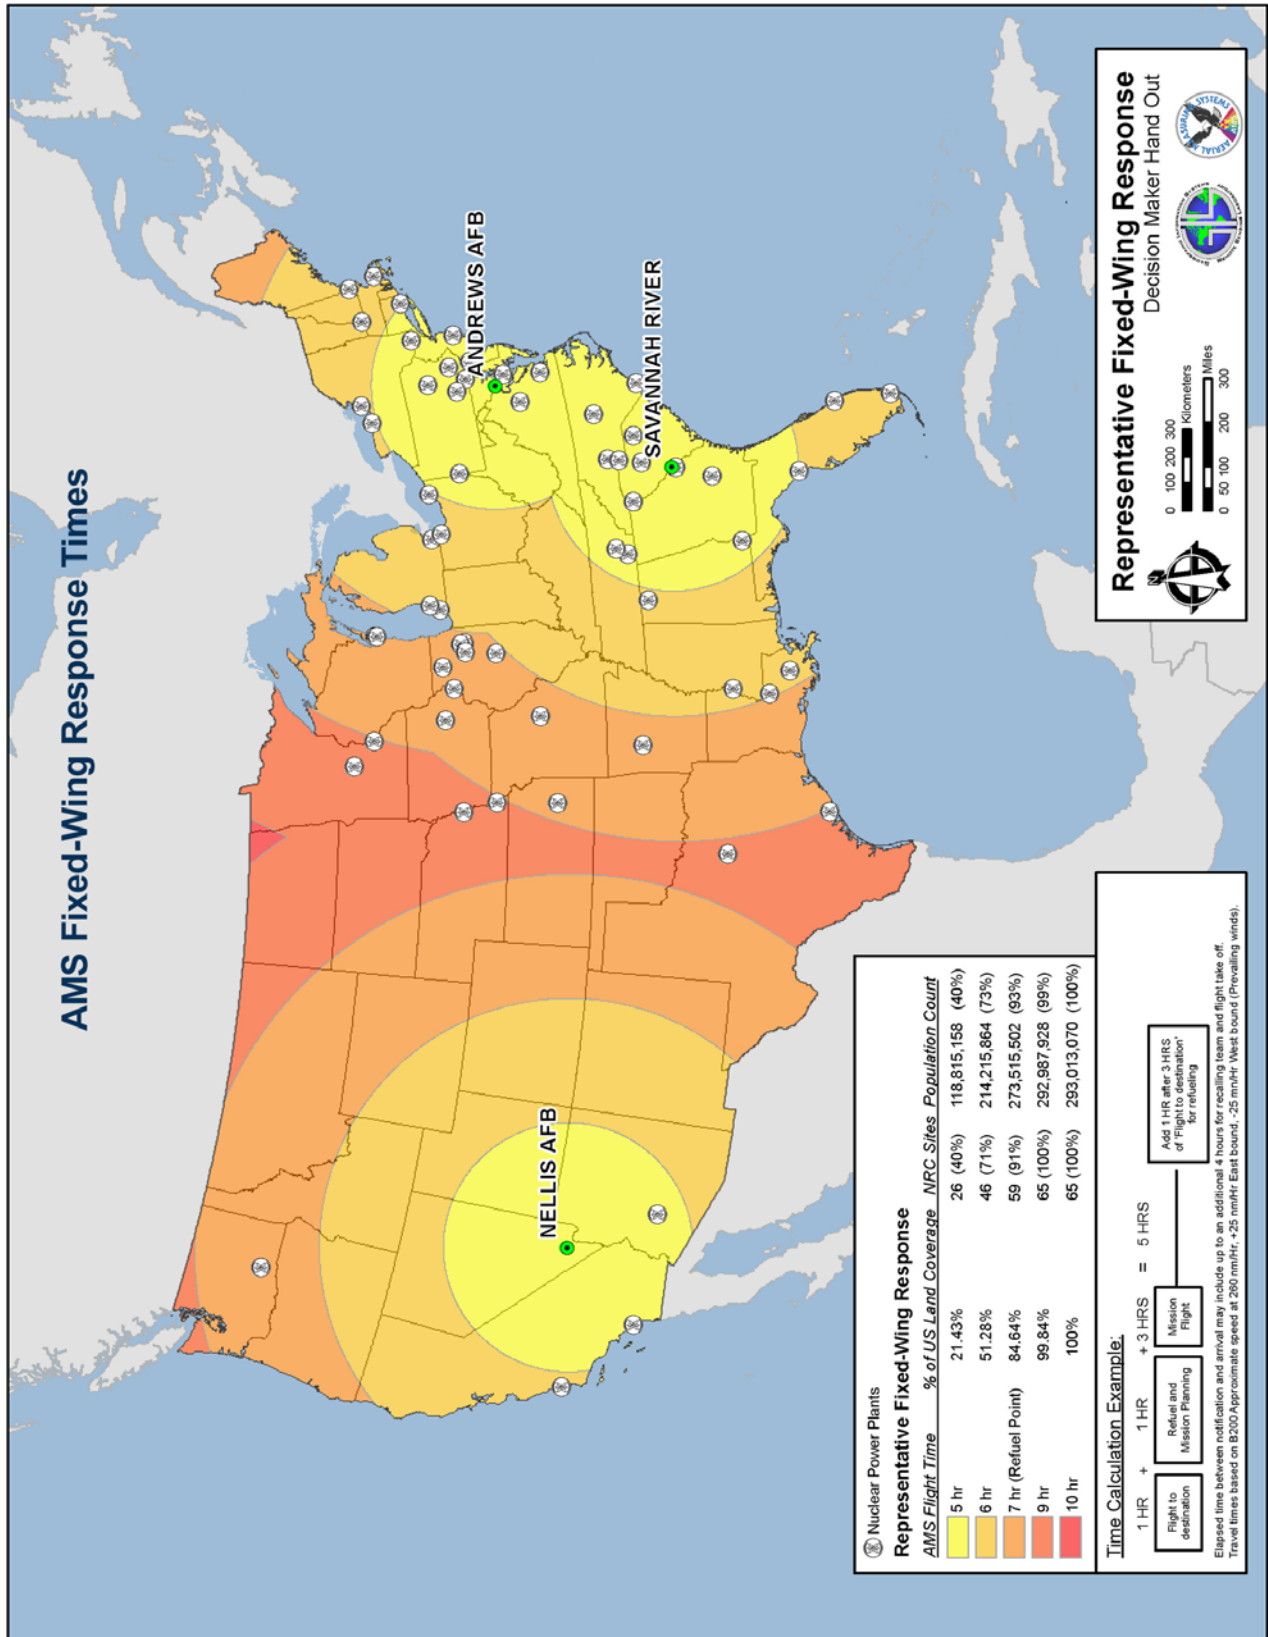 AMS Fixed-Wing Response Times
NELLIS AFB
ANDREWS AFB
SAVANNAH RIVER
Nuclear Power Plants
Representative Fixed-Wing Response
AMS Flight Time % of US Land Coverage NRC Sites Population Count
5 hr 21.43% 26 (40%) 118,815,158 (40%)
6 hr 51.28% 46 (71%) 214,215,864 (73%)
7 hr (Refuel Point) 84.64% 59 (91%) 273,515,502 (93%)
9 hr 99.84% 65 (100%) 292,987,928 (99%)
10 hr 100% 65 (100%) 293,013,070 (100%)
Time Calculation Example:
1 HR + 1 HR + 3 HRS = 5 HRS
Flight to destination
Refuel and Mission Planning
Mission Flight
Add 1 HR after 3 HRS of 'Flight to destination' for refueling
Elapsed time between notification and arrival may include up to an additional 4 hours for recalling team and flight take off.
Travel times based on B200 Approximate speed at 260 nm/Hr, +25 nm/Hr East bound, -25 mn/Hr West bound (Prevailing winds).
Representative Fixed-Wing Response
Decision Maker Hand Out
N
0 100 200 300
Kilometers
Miles
0 50 100 200 300
AERIAL MEASURING SYSTEMS